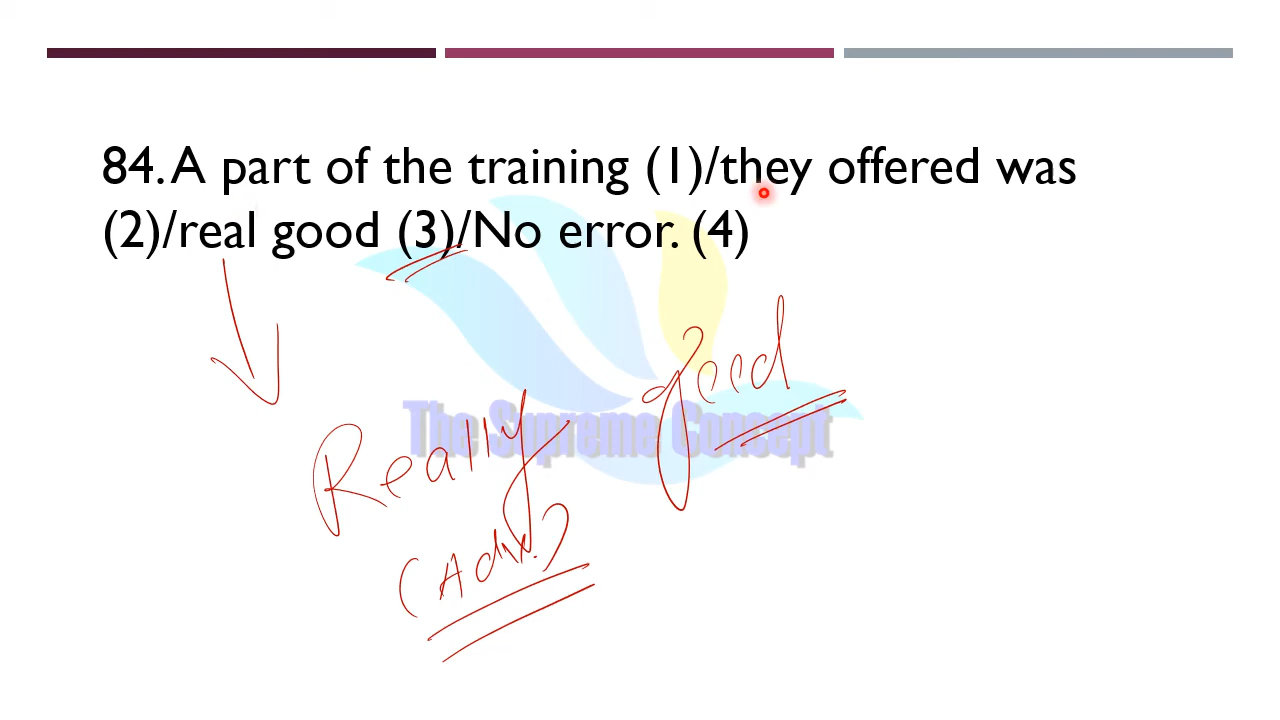 84. A part of the training (1)/they offered was
(2)/real good (3)/No error. (4)
good
The Supreme Concept
Really
(Adv.)